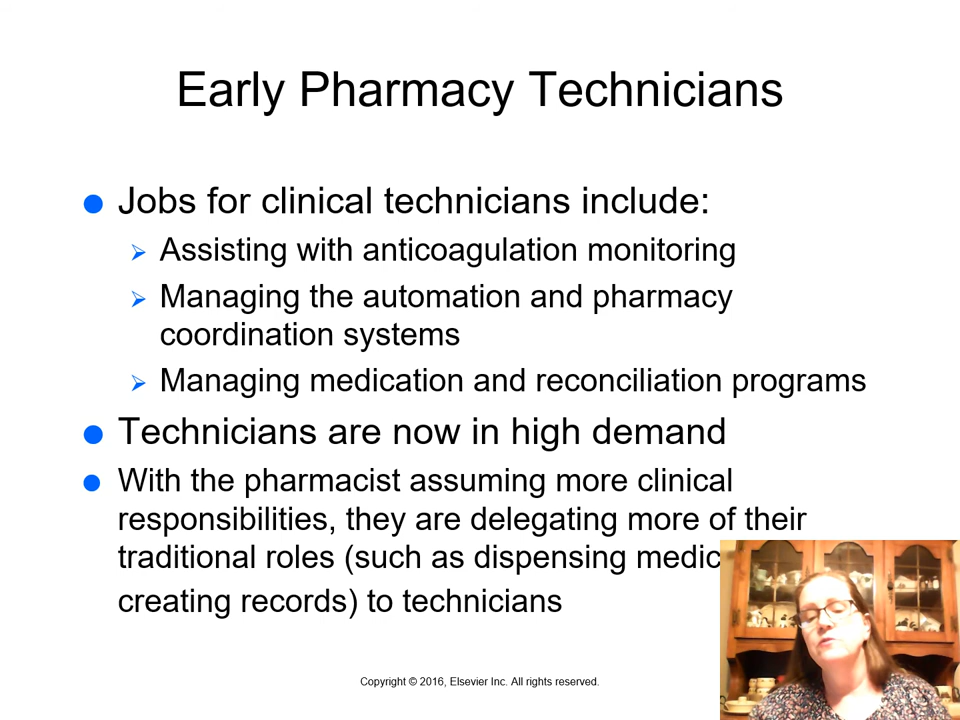 Early Pharmacy Technicians
Jobs for clinical technicians include:
Assisting with anticoagulation monitoring
Managing the automation and pharmacy
coordination systems
Managing medication and reconciliation programs
Technicians are now in high demand
With the pharmacist assuming more clinical
responsibilities, they are delegating more of their
traditional roles (such as dispensing medic
creating records) to technicians
Copyright © 2016, Elsevier Inc. All rights reserved.